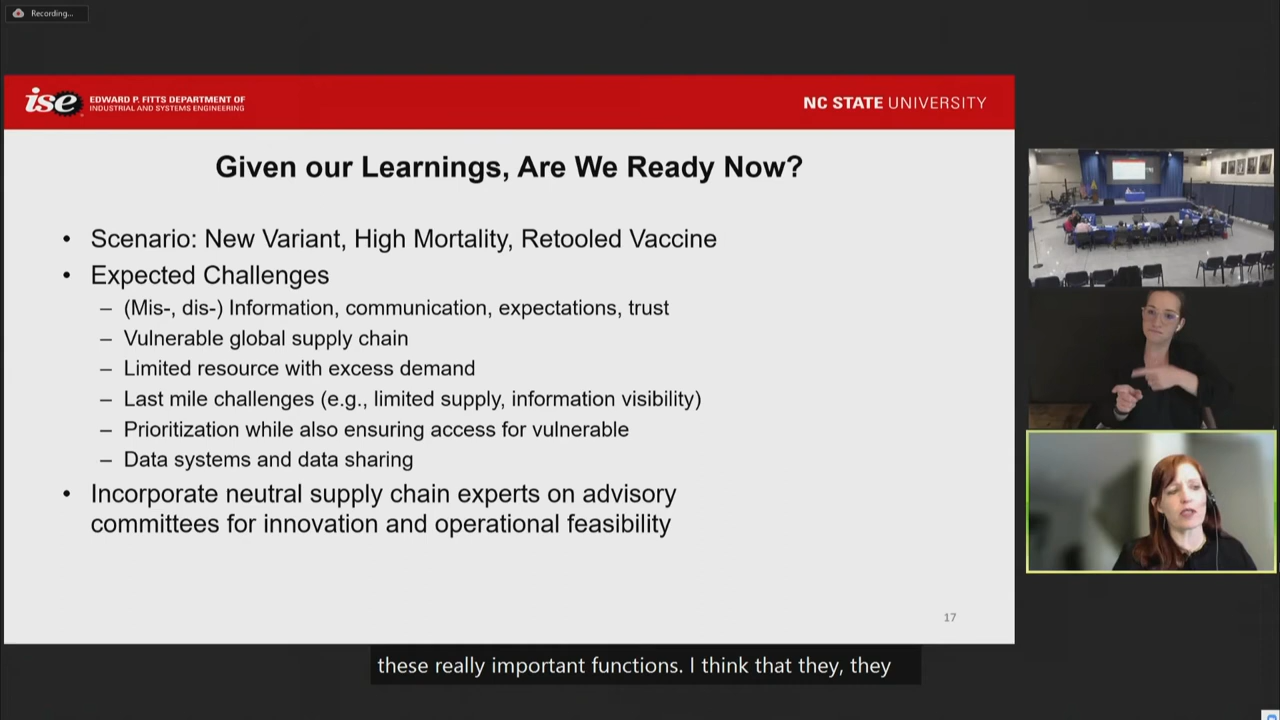 Recording...
ise EDWARD P. FITTS DEPARTMENT OF
INDUSTRIAL AND SYSTEMS ENGINEERING
NC STATE UNIVERSITY
Given our Learnings, Are We Ready Now?
• Scenario: New Variant, High Mortality, Retooled Vaccine
• Expected Challenges
– (Mis-, dis-) Information, communication, expectations, trust
– Vulnerable global supply chain
– Limited resource with excess demand
– Last mile challenges (e.g., limited supply, information visibility)
– Prioritization while also ensuring access for vulnerable
– Data systems and data sharing
• Incorporate neutral supply chain experts on advisory
committees for innovation and operational feasibility
17
these really important functions. I think that they, they